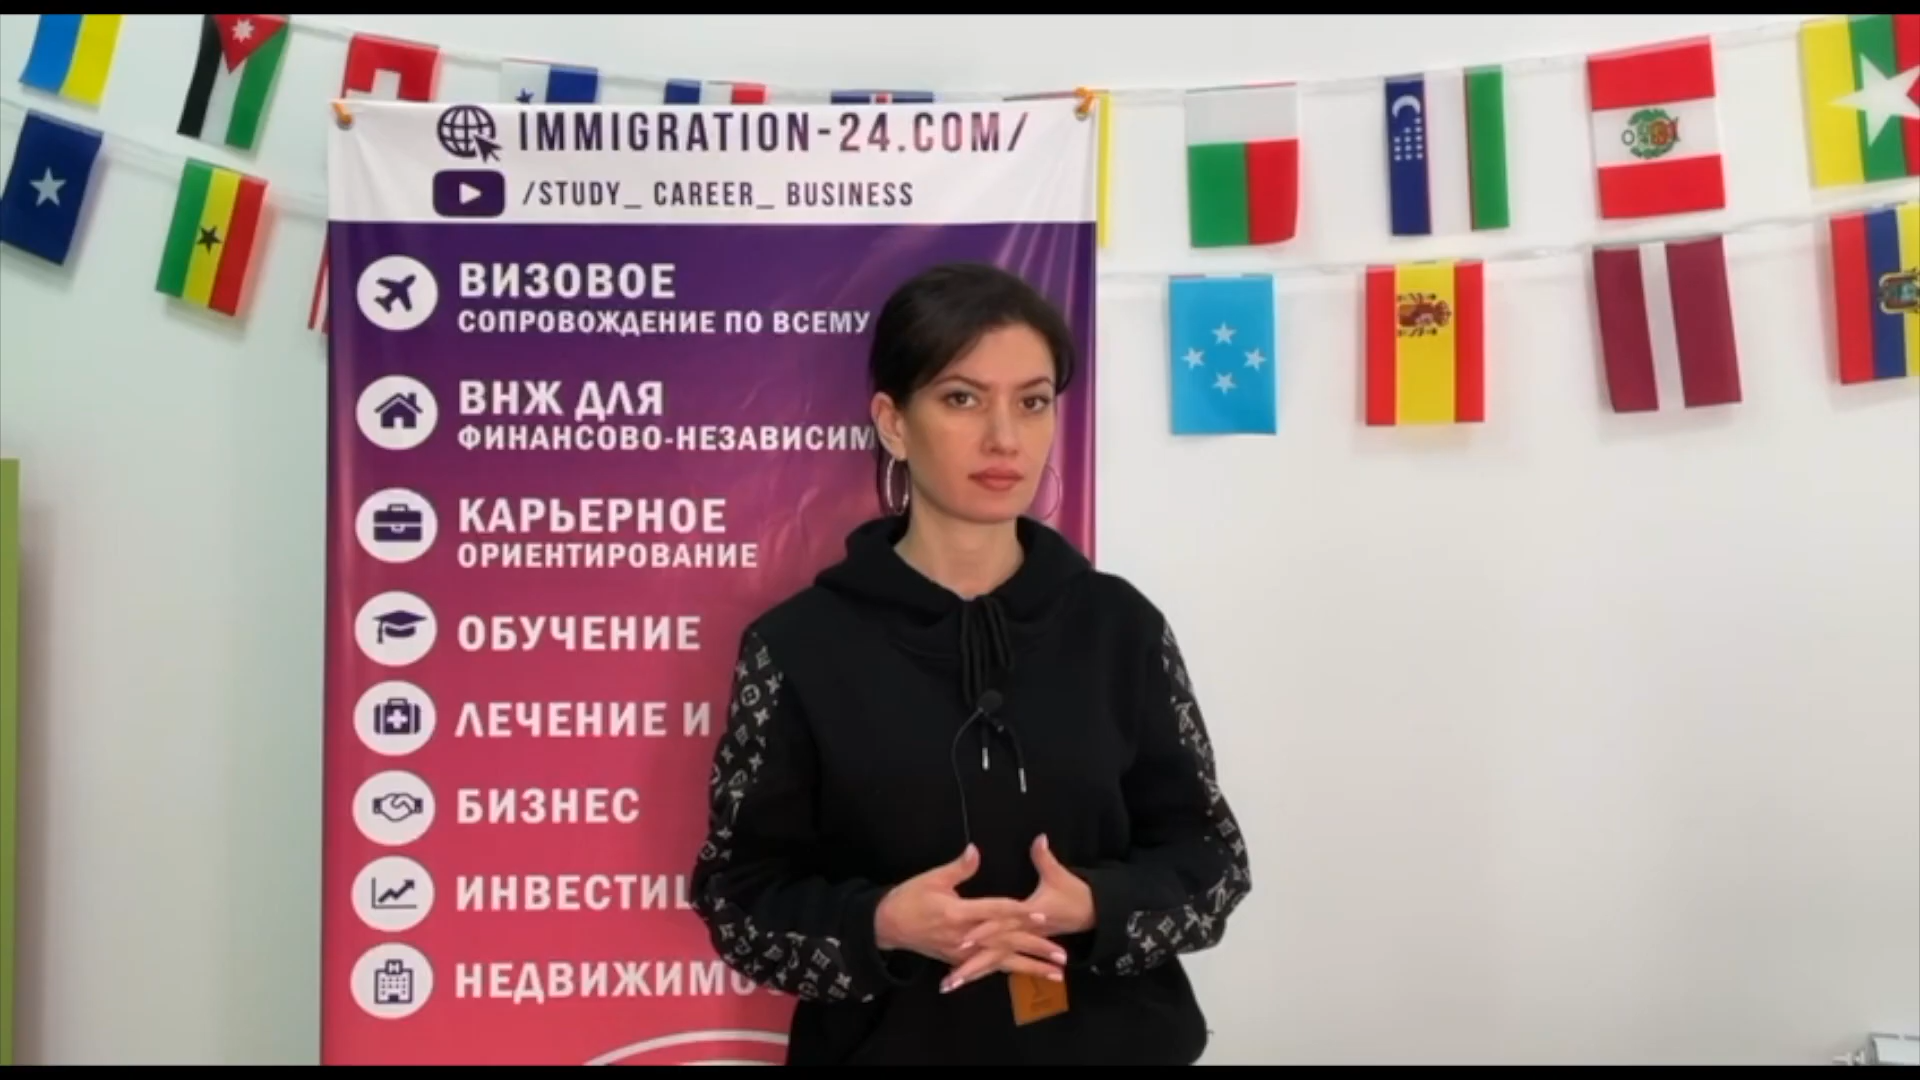 IMMIGRATION-24.COM/
/STUDY_ CAREER_ BUSINESS
ВИЗОВОЕ
СОПРОВОЖДЕНИЕ ПО ВСЕМУ
ВНЖ ДЛЯ
ФИНАНСОВО-НЕЗАВИСИМ
КАРЬЕРНОЕ
ОРИЕНТИРОВАНИЕ
ОБУЧЕНИЕ
ЛЕЧЕНИЕ И
БИЗНЕС
ИНВЕСТИЦ
НЕДВИЖИМОС